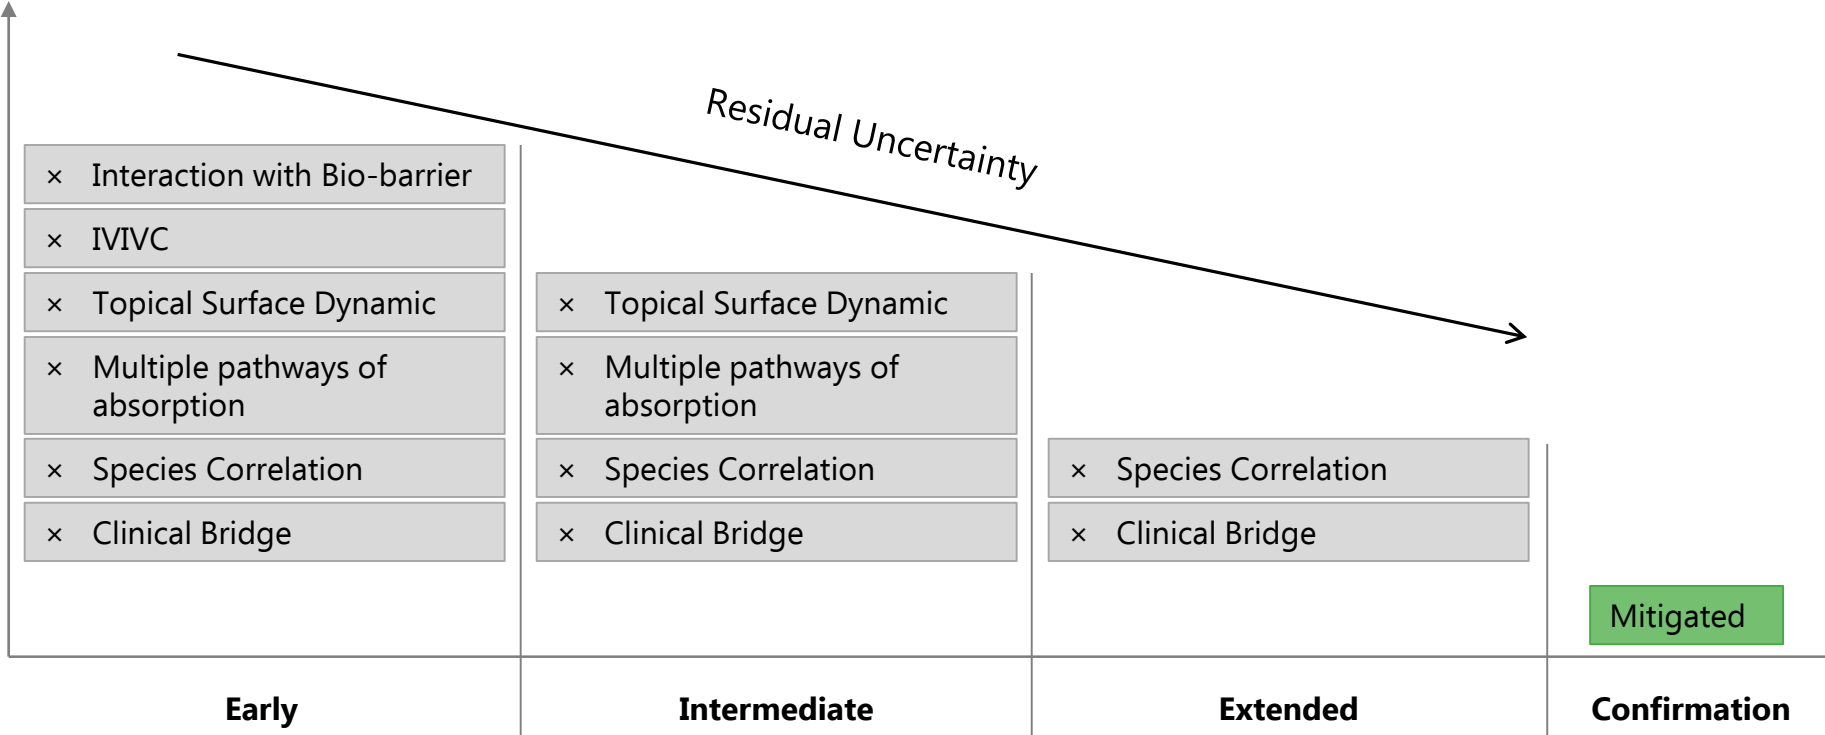 Residual Uncertainty
× Interaction with Bio-barrier
× IVIVC
× Topical Surface Dynamic
× Multiple pathways of
absorption
× Species Correlation
× Clinical Bridge
× Topical Surface Dynamic
× Multiple pathways of
absorption
× Species Correlation
× Clinical Bridge
× Species Correlation
× Clinical Bridge
Mitigated
Early
Intermediate
Extended
Confirmation